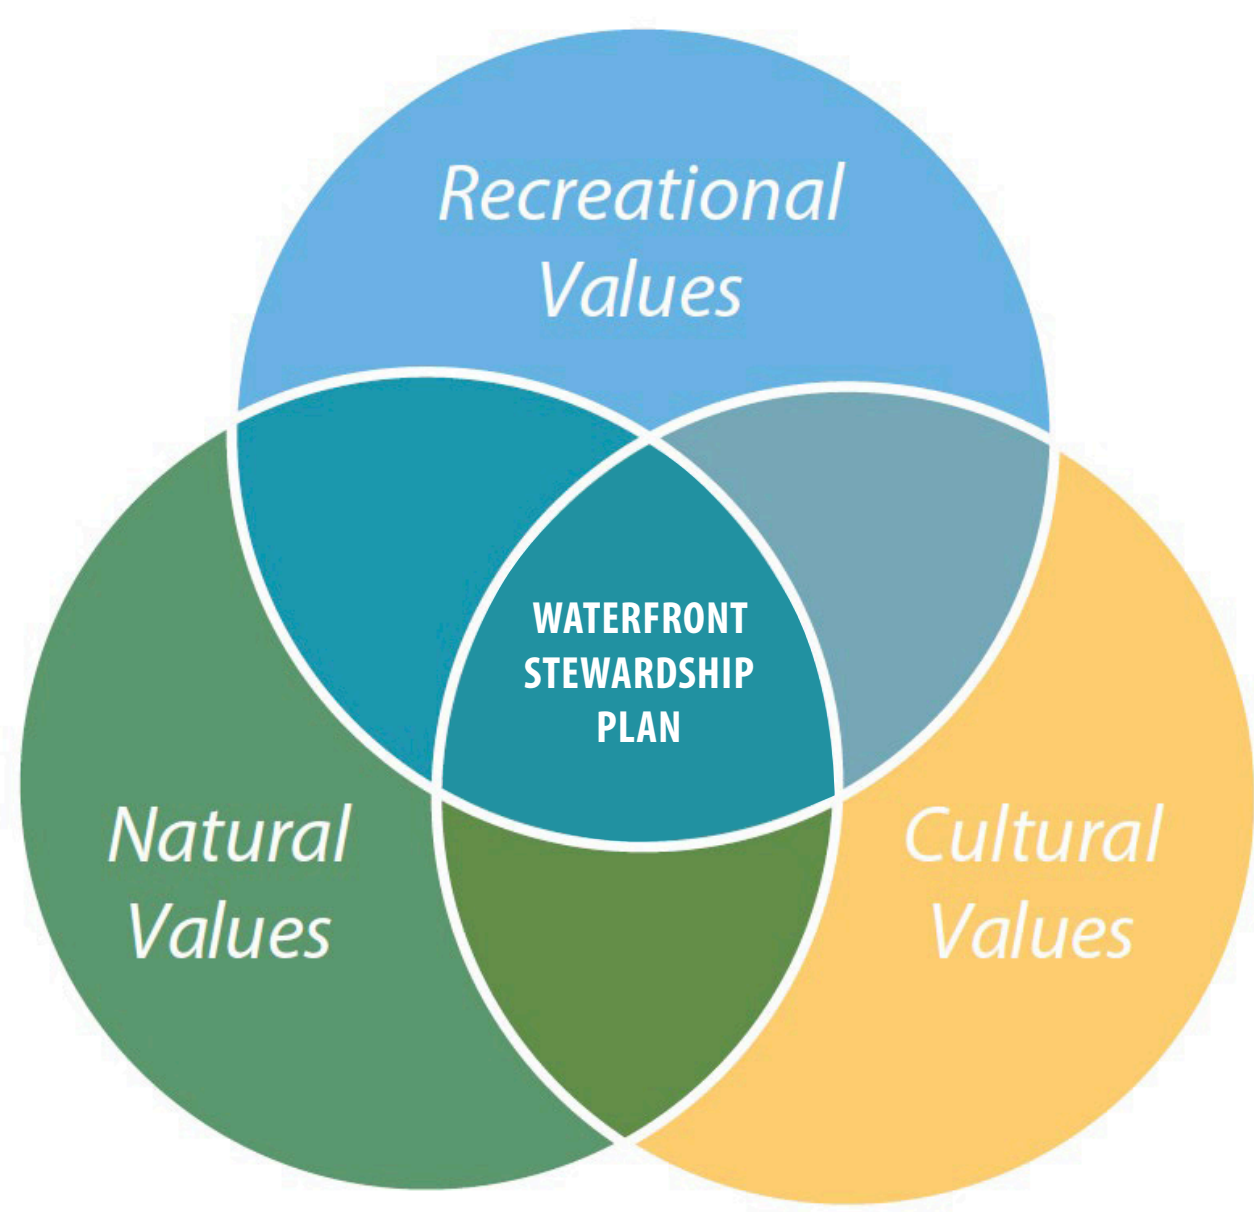 Recreational
Values
WATERFRONT
STEWARDSHIP
PLAN
Natural
Values
Cultural
Values